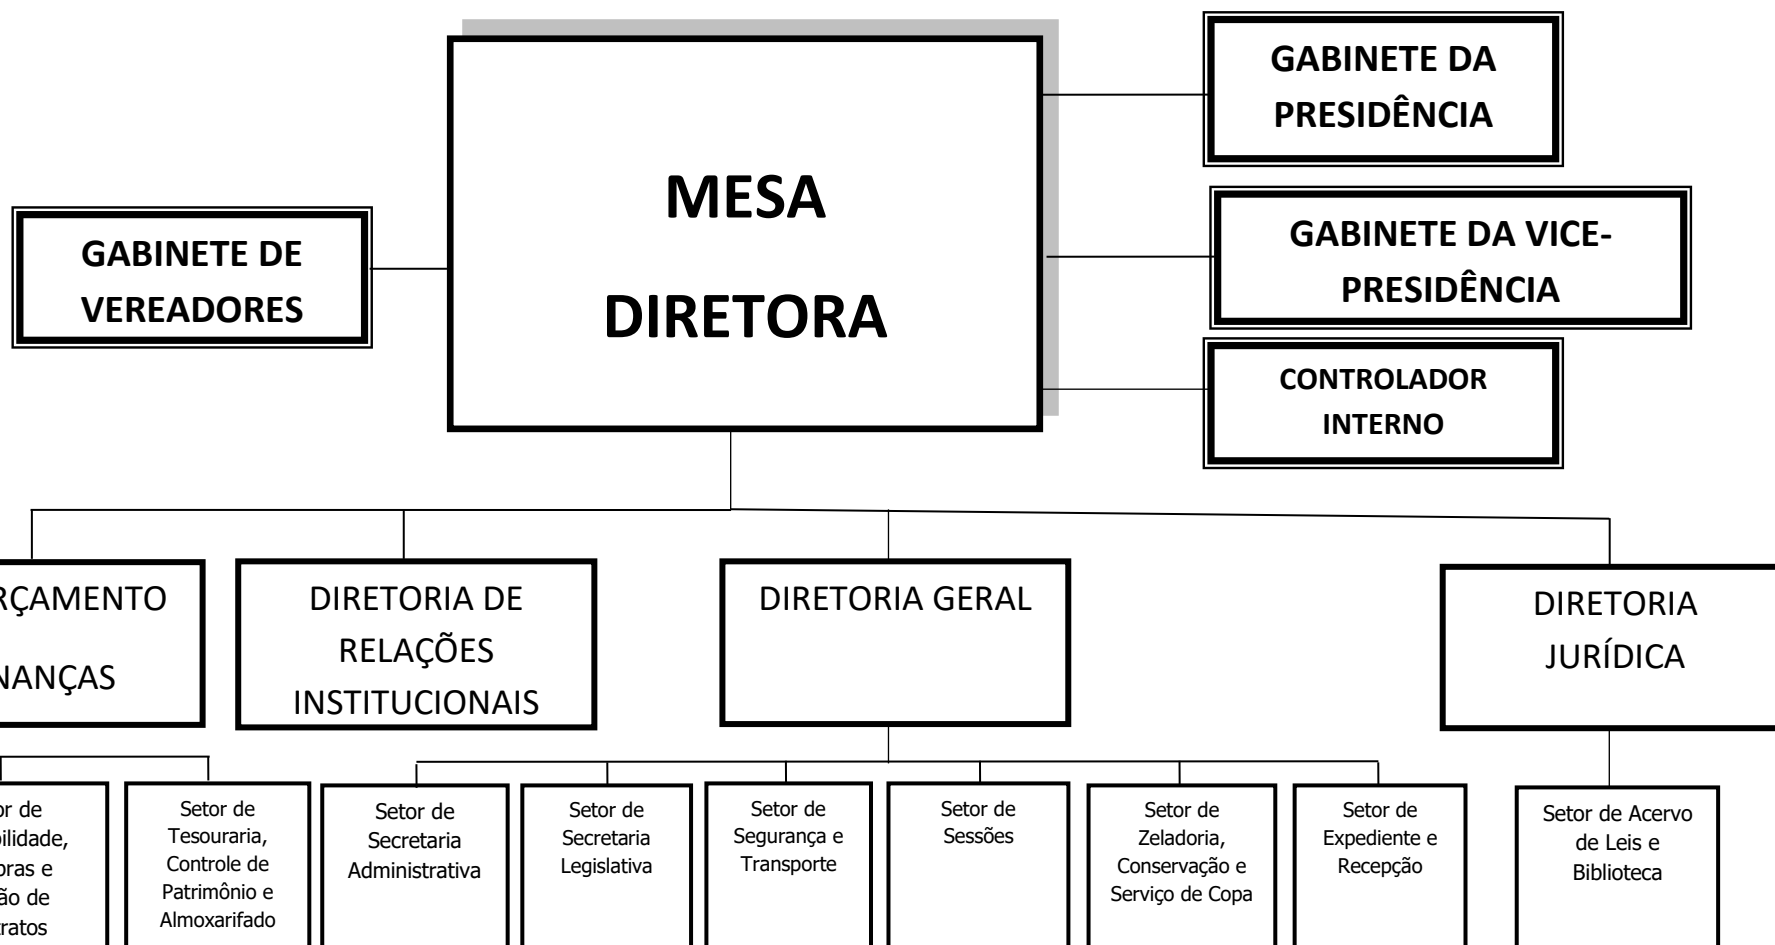 GABINETE DA
PRESIDÊNCIA
MESA
DIRETORA
GABINETE DE
VEREADORES
GABINETE DA VICE-
PRESIDÊNCIA
CONTROLADOR
INTERNO
DIRETORIA DE
RELAÇÕES
INSTITUCIONAIS
DIRETORIA GERAL
DIRETORIA
JURÍDICA
de
Setor de
Tesouraria,
Controle de
Patrimônio e
Almoxarifado
Setor de
Secretaria
Administrativa
Setor de
Secretaria
Legislativa
Setor de
Segurança e
Transporte
Setor de
Sessões
Setor de
Zeladoria,
Conservação e
Serviço de Copa
Setor de
Expediente e
Recepção
Setor de Acervo
de Leis e
Biblioteca